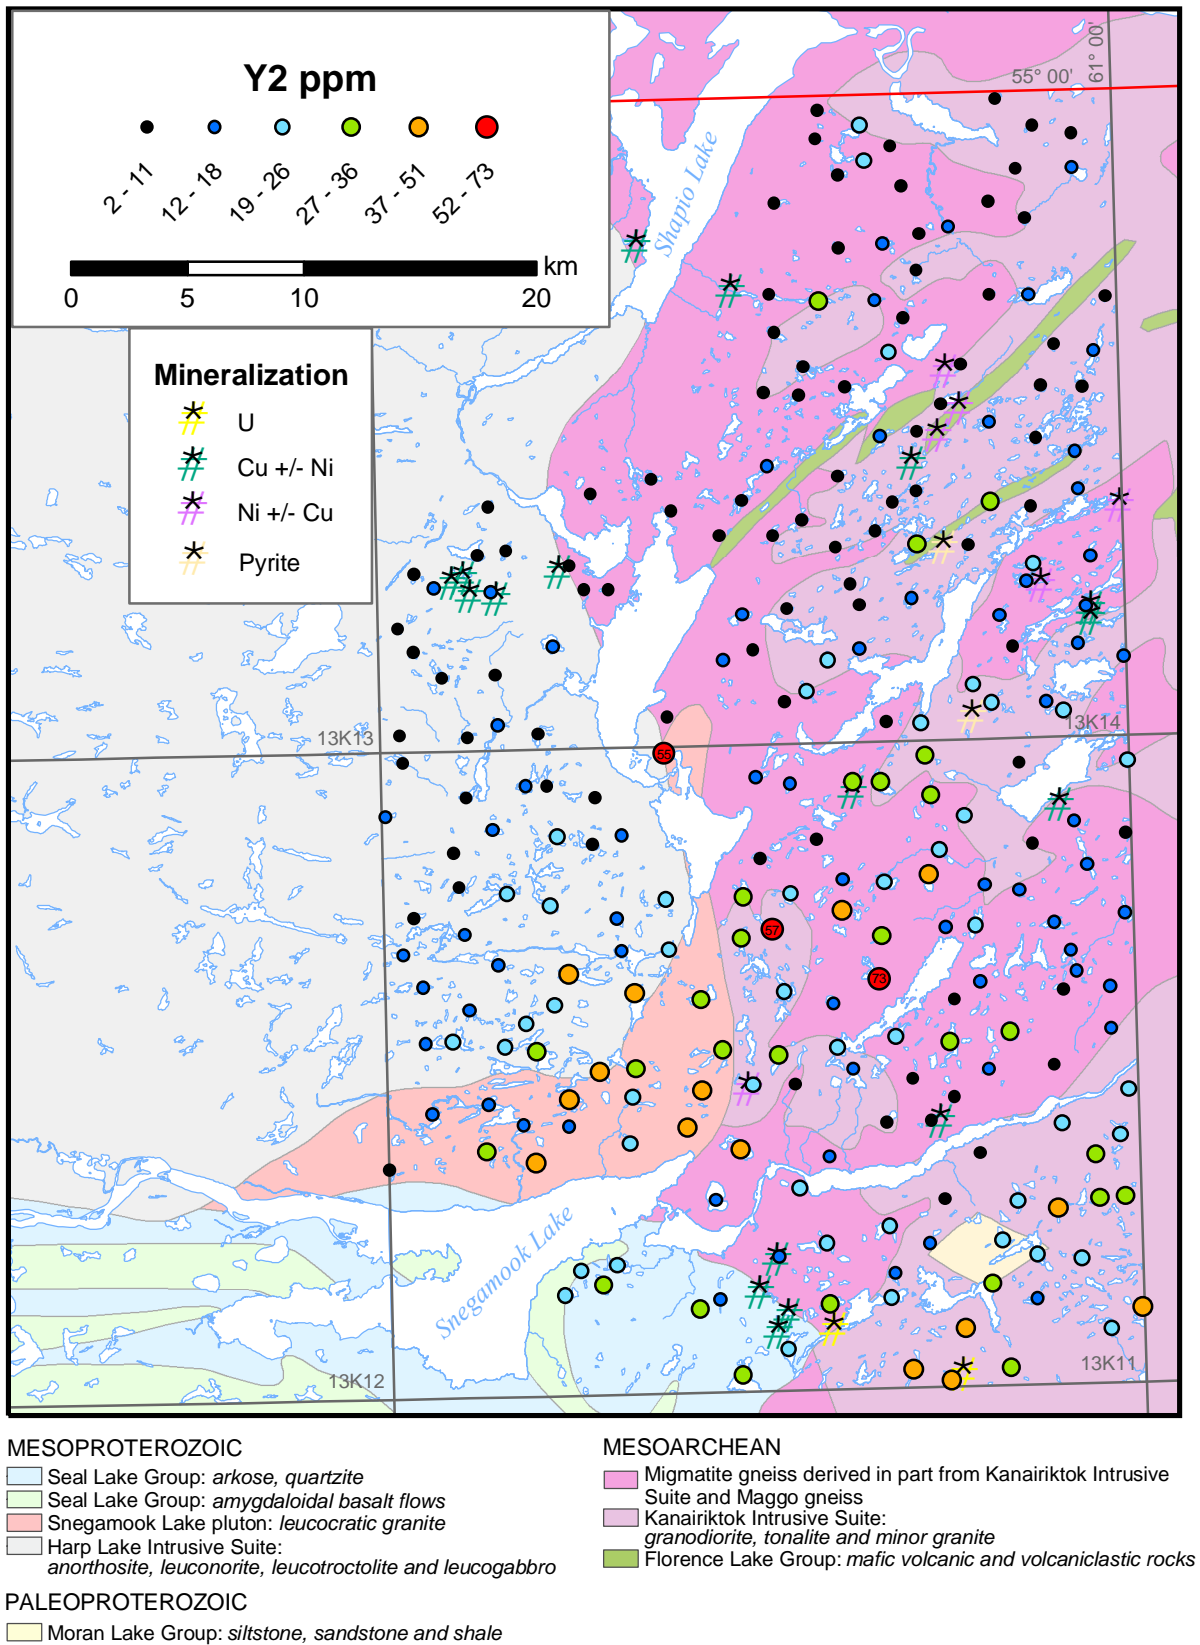 Y2 ppm
2 - 11
12 - 18
19 - 26
27 - 36
37 - 51
52 - 73
km
0 5 10 20
Mineralization
U
Cu +/- Ni
Ni +/- Cu
Pyrite
55° 00'
61° 00'
Shapio Lake
13K13
13K14
55
57
73
Snegamook Lake
13K12
13K11
MESOPROTEROZOIC
Seal Lake Group: arkose, quartzite
Seal Lake Group: amygdaloidal basalt flows
Snegamook Lake pluton: leucocratic granite
Harp Lake Intrusive Suite:
anorthosite, leuconorite, leucotroctolite and leucogabbro
PALEOPROTEROZOIC
Moran Lake Group: siltstone, sandstone and shale
MESOARCHEAN
Migmatite gneiss derived in part from Kanairiktok Intrusive
Suite and Maggo gneiss
Kanairiktok Intrusive Suite:
granodiorite, tonalite and minor granite
Florence Lake Group: mafic volcanic and volcaniclastic rocks